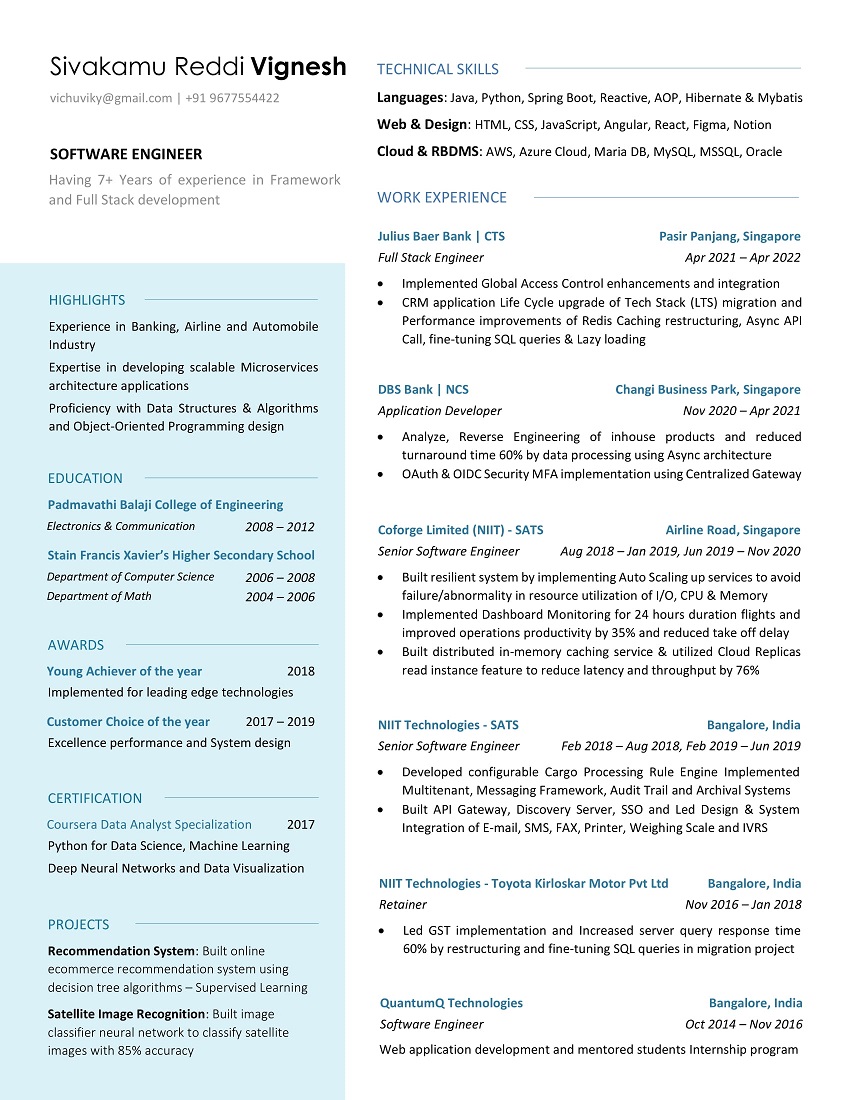 Sivakamu Reddi Vignesh
vichuviky@gmail.com | +91 9677554422
SOFTWARE ENGINEER
Having 7+ Years of experience in Framework
and Full Stack development
HIGHLIGHTS
Experience in Banking, Airline and Automobile
Industry
Expertise in developing scalable Microservices
architecture applications
Proficiency with Data Structures & Algorithms
and Object-Oriented Programming design
EDUCATION
Padmavathi Balaji College of Engineering
Electronics & Communication 2008 – 2012
Stain Francis Xavier’s Higher Secondary School
Department of Computer Science 2006 – 2008
Department of Math 2004 – 2006
AWARDS
Young Achiever of the year 2018
Implemented for leading edge technologies
Customer Choice of the year 2017 – 2019
Excellence performance and System design
CERTIFICATION
Coursera Data Analyst Specialization 2017
Python for Data Science, Machine Learning
Deep Neural Networks and Data Visualization
PROJECTS
Recommendation System: Built online
ecommerce recommendation system using
decision tree algorithms – Supervised Learning
Satellite Image Recognition: Built image
classifier neural network to classify satellite
images with 85% accuracy
TECHNICAL SKILLS
Languages: Java, Python, Spring Boot, Reactive, AOP, Hibernate & Mybatis
Web & Design: HTML, CSS, JavaScript, Angular, React, Figma, Notion
Cloud & RBDMS: AWS, Azure Cloud, Maria DB, MySQL, MSSQL, Oracle
WORK EXPERIENCE
Julius Baer Bank | CTS Pasir Panjang, Singapore
Full Stack Engineer Apr 2021 – Apr 2022
• Implemented Global Access Control enhancements and integration
• CRM application Life Cycle upgrade of Tech Stack (LTS) migration and
Performance improvements of Redis Caching restructuring, Async API
Call, fine-tuning SQL queries & Lazy loading
DBS Bank | NCS Changi Business Park, Singapore
Application Developer Nov 2020 – Apr 2021
• Analyze, Reverse Engineering of inhouse products and reduced
turnaround time 60% by data processing using Async architecture
• OAuth & OIDC Security MFA implementation using Centralized Gateway
Coforge Limited (NIIT) - SATS Airline Road, Singapore
Senior Software Engineer Aug 2018 – Jan 2019, Jun 2019 – Nov 2020
• Built resilient system by implementing Auto Scaling up services to avoid
failure/abnormality in resource utilization of I/O, CPU & Memory
• Implemented Dashboard Monitoring for 24 hours duration flights and
improved operations productivity by 35% and reduced take off delay
• Built distributed in-memory caching service & utilized Cloud Replicas
read instance feature to reduce latency and throughput by 76%
NIIT Technologies - SATS Bangalore, India
Senior Software Engineer Feb 2018 – Aug 2018, Feb 2019 – Jun 2019
• Developed configurable Cargo Processing Rule Engine Implemented
Multitenant, Messaging Framework, Audit Trail and Archival Systems
• Built API Gateway, Discovery Server, SSO and Led Design & System
Integration of E-mail, SMS, FAX, Printer, Weighing Scale and IVRS
NIIT Technologies - Toyota Kirloskar Motor Pvt Ltd Bangalore, India
Retainer Nov 2016 – Jan 2018
• Led GST implementation and Increased server query response time
60% by restructuring and fine-tuning SQL queries in migration project
QuantumQ Technologies Bangalore, India
Software Engineer Oct 2014 – Nov 2016
Web application development and mentored students Internship program